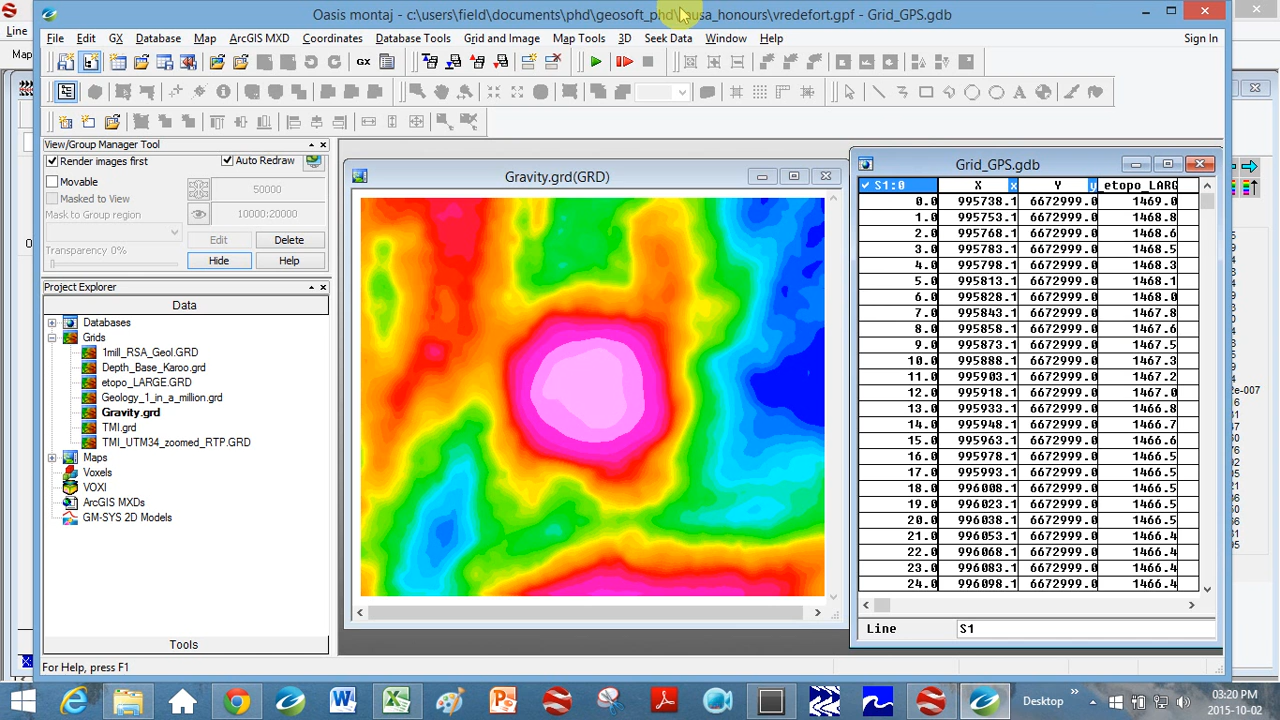 Oasis montaj - c:\users\field\documents\phd\geosoft_phd\ausa_honours\vredefort.gpf - Grid_GPS.gdb
Line
File Edit GX Database Map ArcGIS MXD Coordinates Database Tools Grid and Image Map Tools 3D Seek Data Window Help Sign In
Map
GX
View/Group Manager Tool
Render images first Auto Redraw
Movable 50000
Masked to View
Mask to Group region 10000:20000
Transparency 0% Edit Delete
Hide Help
Project Explorer
Data
Databases
Grids
1mill_RSA_Geol.GRD
Depth_Base_Karoo.grd
etopo_LARGE.GRD
Geology_1_in_a_million.grd
Gravity.grd
TMI.grd
TMI_UTM34_zoomed_RTP.GRD
Maps
Voxels
VOXI
ArcGIS MXDs
GM-SYS 2D Models
Tools
Gravity.grd(GRD)
Grid_GPS.gdb
S1:0 X x Y y _etopo_LARG
0.0 995738.1 6672999.0 1469.0
1.0 995753.1 6672999.0 1468.8
2.0 995768.1 6672999.0 1468.6
3.0 995783.1 6672999.0 1468.5
4.0 995798.1 6672999.0 1468.3
5.0 995813.1 6672999.0 1468.1
6.0 995828.1 6672999.0 1468.0
7.0 995843.1 6672999.0 1467.8
8.0 995858.1 6672999.0 1467.6
9.0 995873.1 6672999.0 1467.5
10.0 995888.1 6672999.0 1467.3
11.0 995903.1 6672999.0 1467.2
12.0 995918.1 6672999.0 1467.0
13.0 995933.1 6672999.0 1466.8
14.0 995948.1 6672999.0 1466.7
15.0 995963.1 6672999.0 1466.6
16.0 995978.1 6672999.0 1466.5
17.0 995993.1 6672999.0 1466.5
18.0 996008.1 6672999.0 1466.5
19.0 996023.1 6672999.0 1466.5
20.0 996038.1 6672999.0 1466.5
21.0 996053.1 6672999.0 1466.4
22.0 996068.1 6672999.0 1466.4
23.0 996083.1 6672999.0 1466.4
24.0 996098.1 6672999.0 1466.4
Line S1
For Help, press F1
Desktop
03:20 PM
2015-10-02